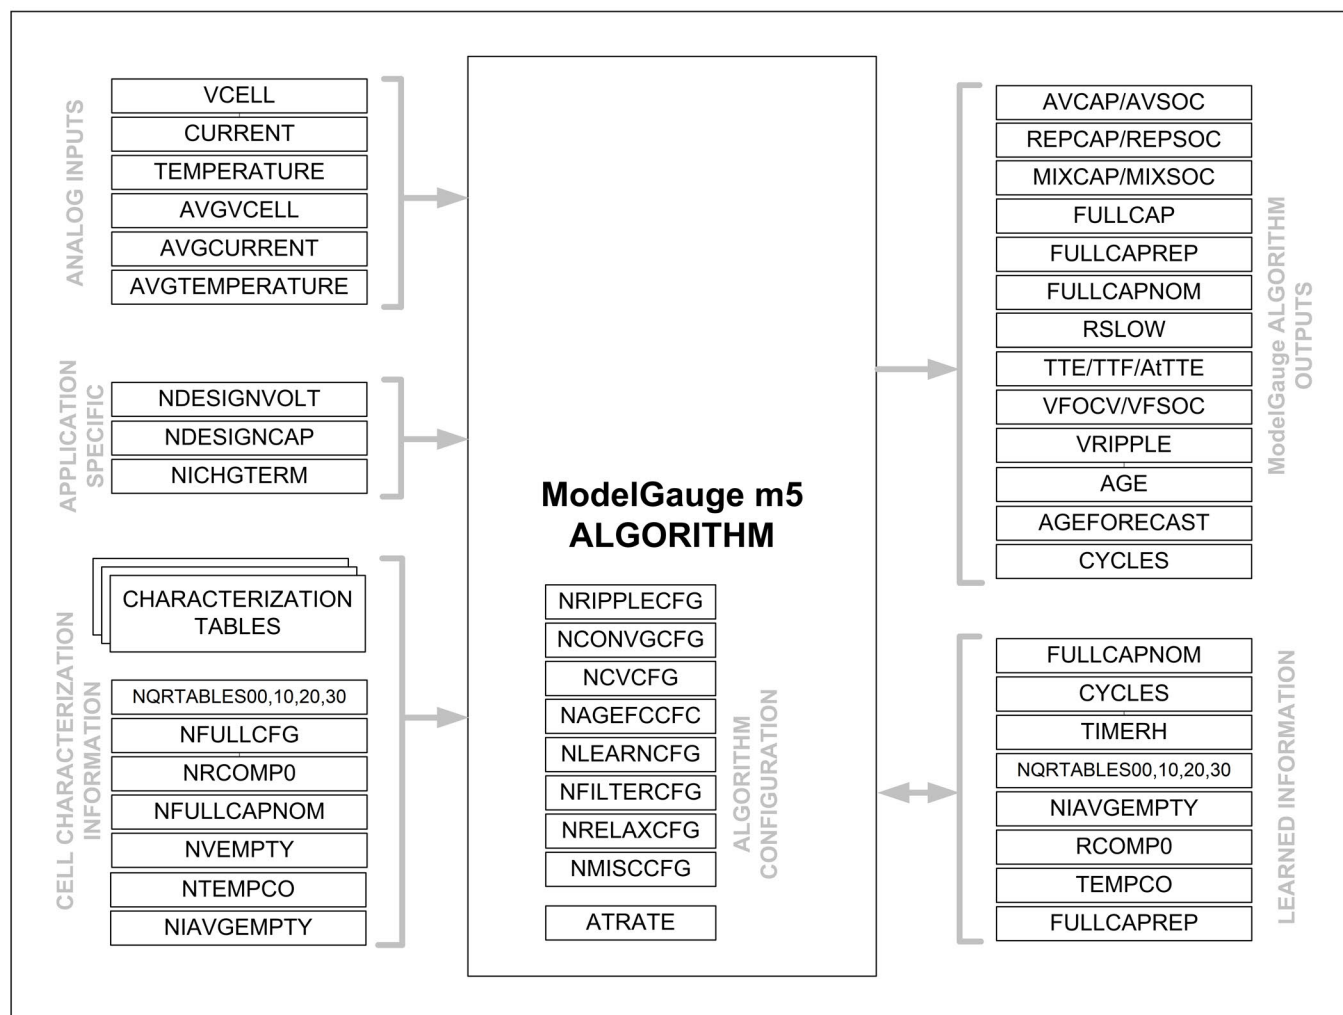 ANALOG INPUTS
VCELL
CURRENT
TEMPERATURE
AVGVCELL
AVGCURRENT
AVGTEMPERATURE
APPLICATION
SPECIFIC
NDESIGNVOLT
NDESIGNCAP
NICHGTERM
CELL CHARACTERIZATION
INFORMATION
CHARACTERIZATION
TABLES
NQRTABLES00,10,20,30
NFULLCFG
NRCOMP0
NFULLCAPNOM
NVEMPTY
NTEMPCO
NIAVGEMPTY
ModelGauge m5
ALGORITHM
NRIPPLECFG
NCONVGCFG
NCVCFG
NAGEFCCFC
NLEARNCFG
NFILTERCFG
NRELAXCFG
NMISCCFG
ATRATE
ALGORITHM
CONFIGURATION
AVCAP/AVSOC
REPCAP/REPSOC
MIXCAP/MIXSOC
FULLCAP
FULLCAPREP
FULLCAPNOM
RSLOW
TTE/TTF/AtTTE
VFOCV/VFSOC
VRIPPLE
AGE
AGEFORECAST
CYCLES
ModelGauge ALGORITHM
OUTPUTS
FULLCAPNOM
CYCLES
TIMERH
NQRTABLES00,10,20,30
NIAVGEMPTY
RCOMP0
TEMPCO
FULLCAPREP
LEARNED INFORMATION